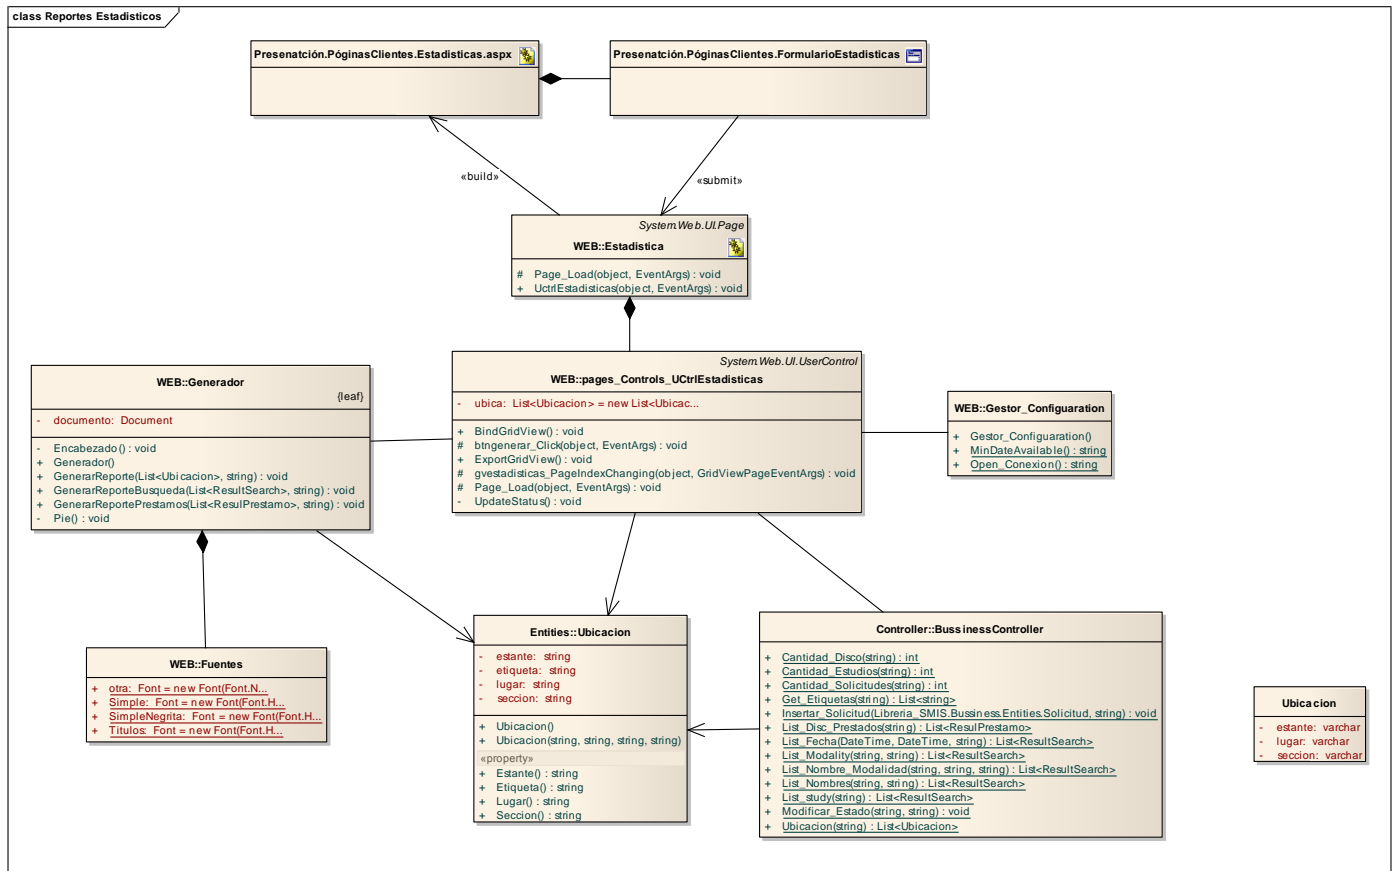 class Reportes Estadisticos
Presenatción.PóginasClientes.Estadisticas.aspx
Presenatción.PóginasClientes.FormularioEstadisticas
«build»
«submit»
System.Web.UI.Page
WEB::Estadistica
# Page_Load(object, EventArgs) : void
+ UctrlEstadisticas(object, EventArgs) : void
WEB::Generador
{leaf}
- documento: Document
- Encabezado() : void
+ Generador()
+ GenerarReporte(List<Ubicacion>, string) : void
+ GenerarReporteBusqueda(List<ResultSearch>, string) : void
+ GenerarReportePrestamos(List<ResulPrestamo>, string) : void
- Pie() : void
System.Web.UI.UserControl
WEB::pages_Controls_UCtrlEstadisticas
- ubica: List<Ubicacion> = new List<Ubicac...
+ BindGridView() : void
# btngenerar_Click(object, EventArgs) : void
+ ExportGridView() : void
# gvestadisticas_PageIndexChanging(object, GridViewPageEventArgs) : void
# Page_Load(object, EventArgs) : void
- UpdateStatus() : void
WEB::Gestor_Configuaration
+ Gestor_Configuaration()
+ MinDateAvailable() : string
+ Open_Conexion() : string
WEB::Fuentes
+ otra: Font = new Font(Font.N...
+ Simple: Font = new Font(Font.H...
+ SimpleNegrita: Font = new Font(Font.H...
+ Titulos: Font = new Font(Font.H...
Entities::Ubicacion
- estante: string
- etiqueta: string
- lugar: string
- seccion: string
+ Ubicacion()
+ Ubicacion(string, string, string, string)
«property»
+ Estante() : string
+ Etiqueta() : string
+ Lugar() : string
+ Seccion() : string
Controller::BussinessController
+ Cantidad_Disco(string) : int
+ Cantidad_Estudios(string) : int
+ Cantidad_Solicitudes(string) : int
+ Get_Etiquetas(string) : List<string>
+ Insertar_Solicitud(Libreria_SMIS.Bussiness.Entities.Solicitud, string) : void
+ List_Disc_Prestados(string) : List<ResulPrestamo>
+ List_Fecha(DateTime, DateTime, string) : List<ResultSearch>
+ List_Modality(string, string) : List<ResultSearch>
+ List_Nombre_Modalidad(string, string, string) : List<ResultSearch>
+ List_Nombres(string, string) : List<ResultSearch>
+ List_study(string) : List<ResultSearch>
+ Modificar_Estado(string, string) : void
+ Ubicacion(string) : List<Ubicacion>
Ubicacion
- estante: varchar
- lugar: varchar
- seccion: varchar